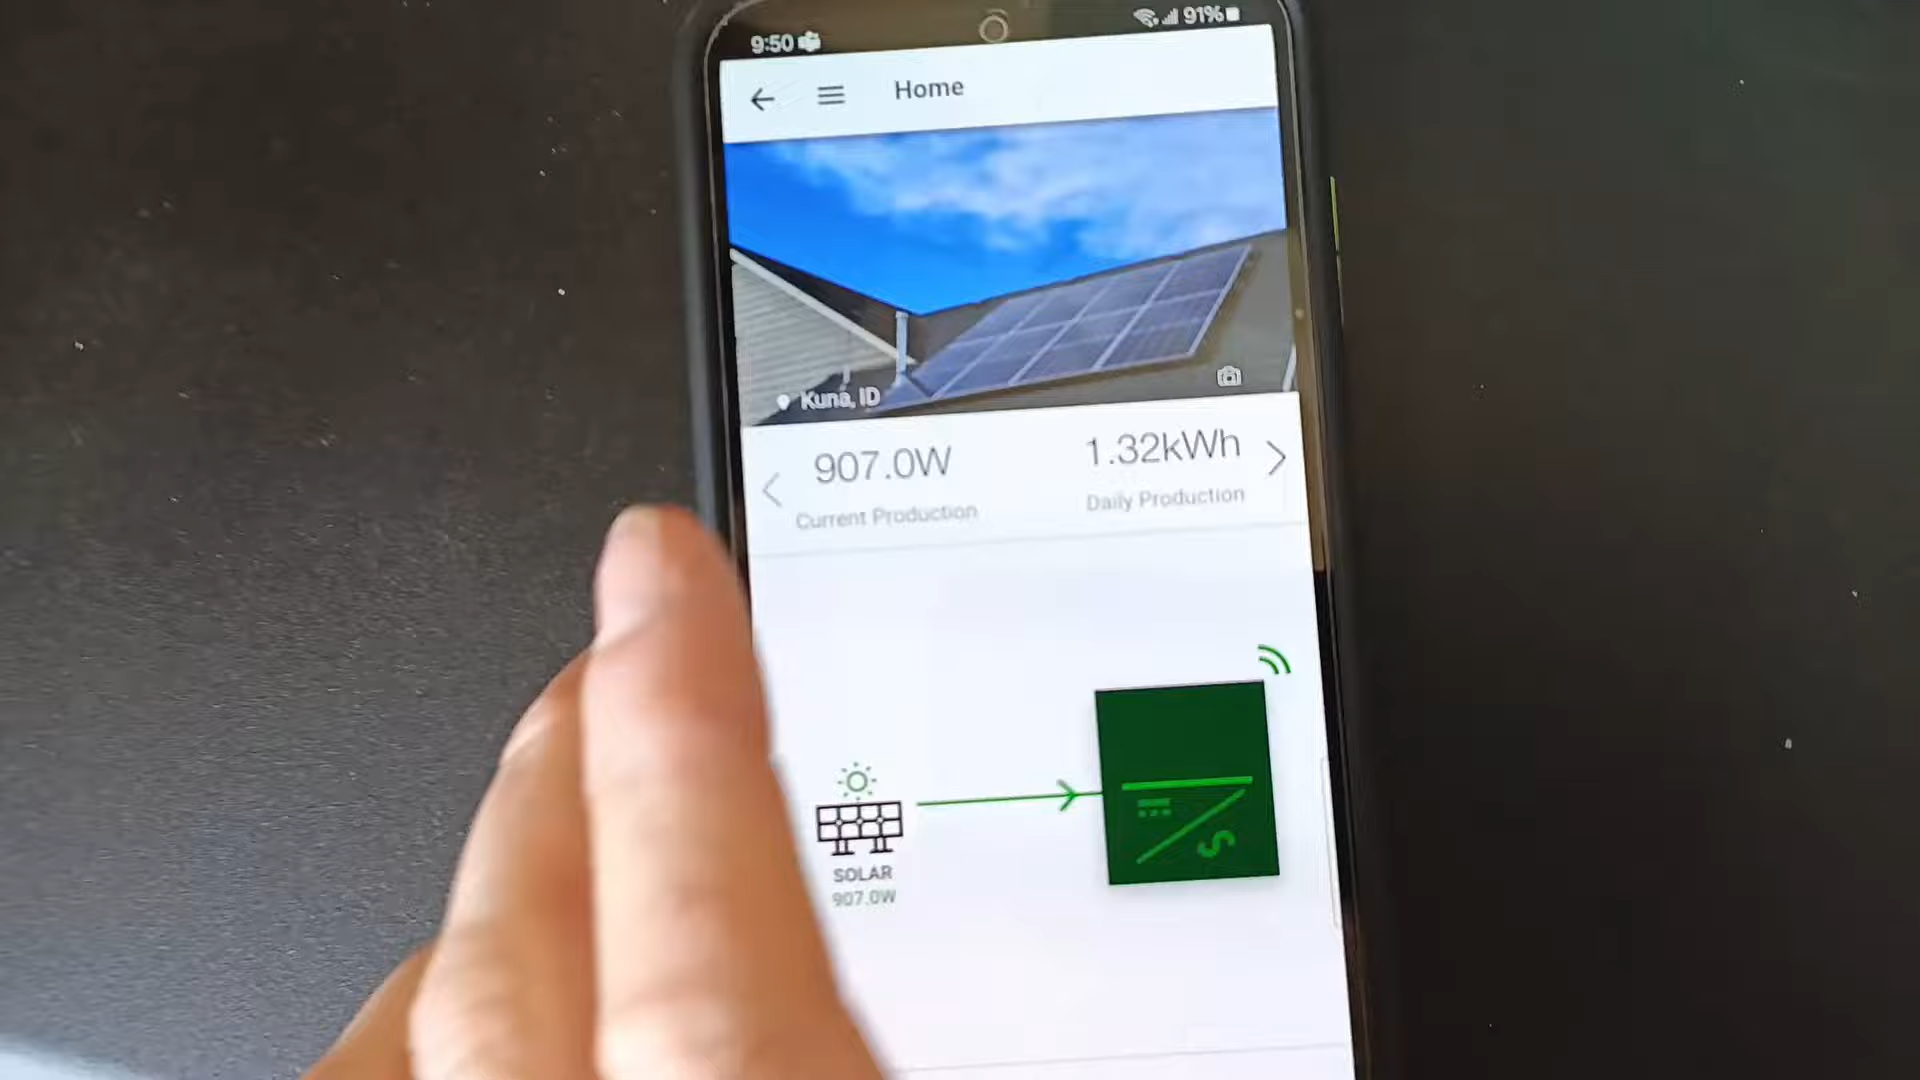 9:50
91%
Home
Kuna, ID
907.0W
1.32kWh
Current Production
Daily Production
SOLAR
907.0W